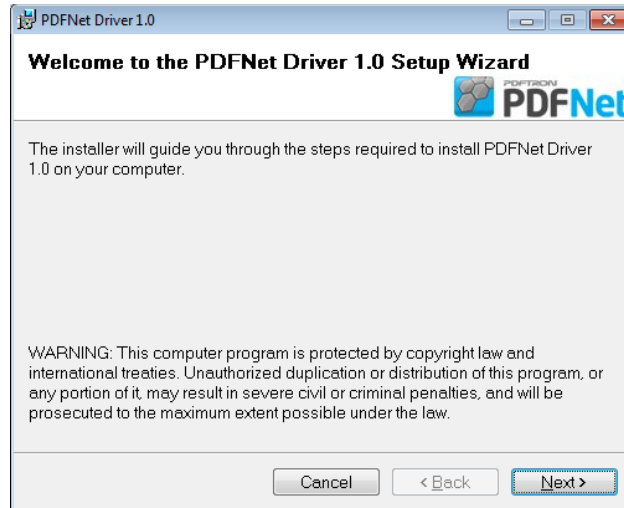 PDFNet Driver 1.0
Welcome to the PDFNet Driver 1.0 Setup Wizard
PDFTRON
PDFNet
The installer will guide you through the steps required to install PDFNet Driver
1.0 on your computer.
WARNING: This computer program is protected by copyright law and
international treaties. Unauthorized duplication or distribution of this program, or
any portion of it, may result in severe civil or criminal penalties, and will be
prosecuted to the maximum extent possible under the law.
Cancel
< Back
Next >